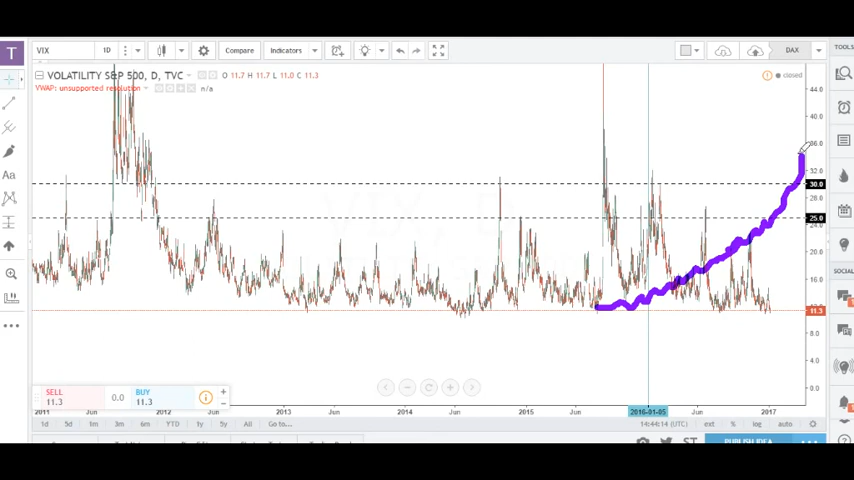 T VIX 1D Compare Indicators DAX TOOLS
VOLATILITY S&P 500, D, TVC O 11.7 H 11.7 L 11.0 C 11.3 closed
VWAP: unsupported resolution n/a
44.0
40.0
Aa 36.0
32.0
30.0
28.0
25.0
24.0
20.0
SOCIAL
16.0
11.3
8.0
4.0
0.0
SELL 0.0 BUY
11.3 11.3
2011 Jun 2012 Jun 2013 Jun 2014 Jun 2015 Jun 2016-01-05 Jun 2017
1d 5d 1m 3m 6m YTD 1y 5y All Go to... 14:44:14 (UTC) ext % log auto
ST PUBLISH IDEA